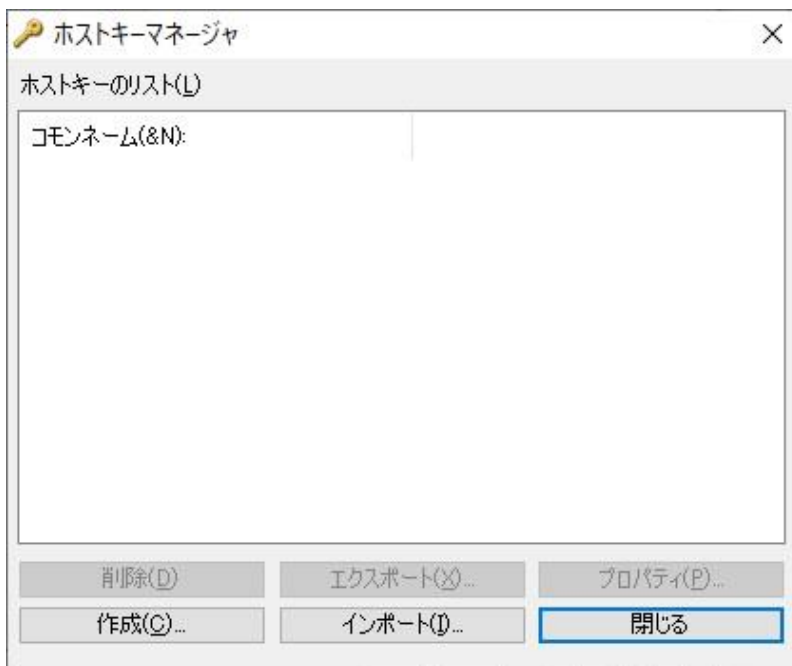 ホストキーマネージャ
ホストキーのリスト(L)
コモンネーム(&N):
削除(D)
エクスポート(X)...
プロパティ(P)...
作成(C)...
インポート(I)...
閉じる